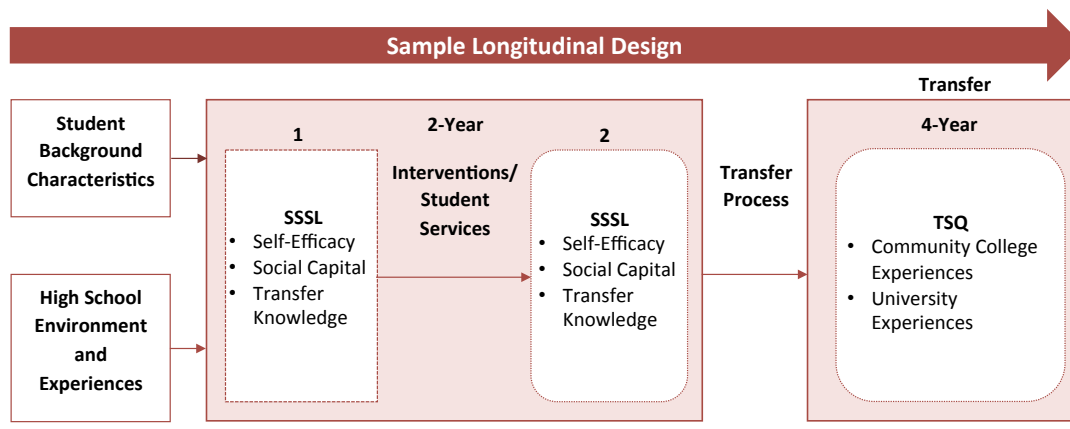 Sample Longitudinal Design
Student
Background
Characteristics
High School
Environment
and
Experiences
2-Year
1
SSSL
• Self-Efficacy
• Social Capital
• Transfer
Knowledge
Interventions/
Student
Services
2
SSSL
• Self-Efficacy
• Social Capital
• Transfer
Knowledge
Transfer
Process
Transfer
4-Year
TSQ
• Community College
Experiences
• University
Experiences